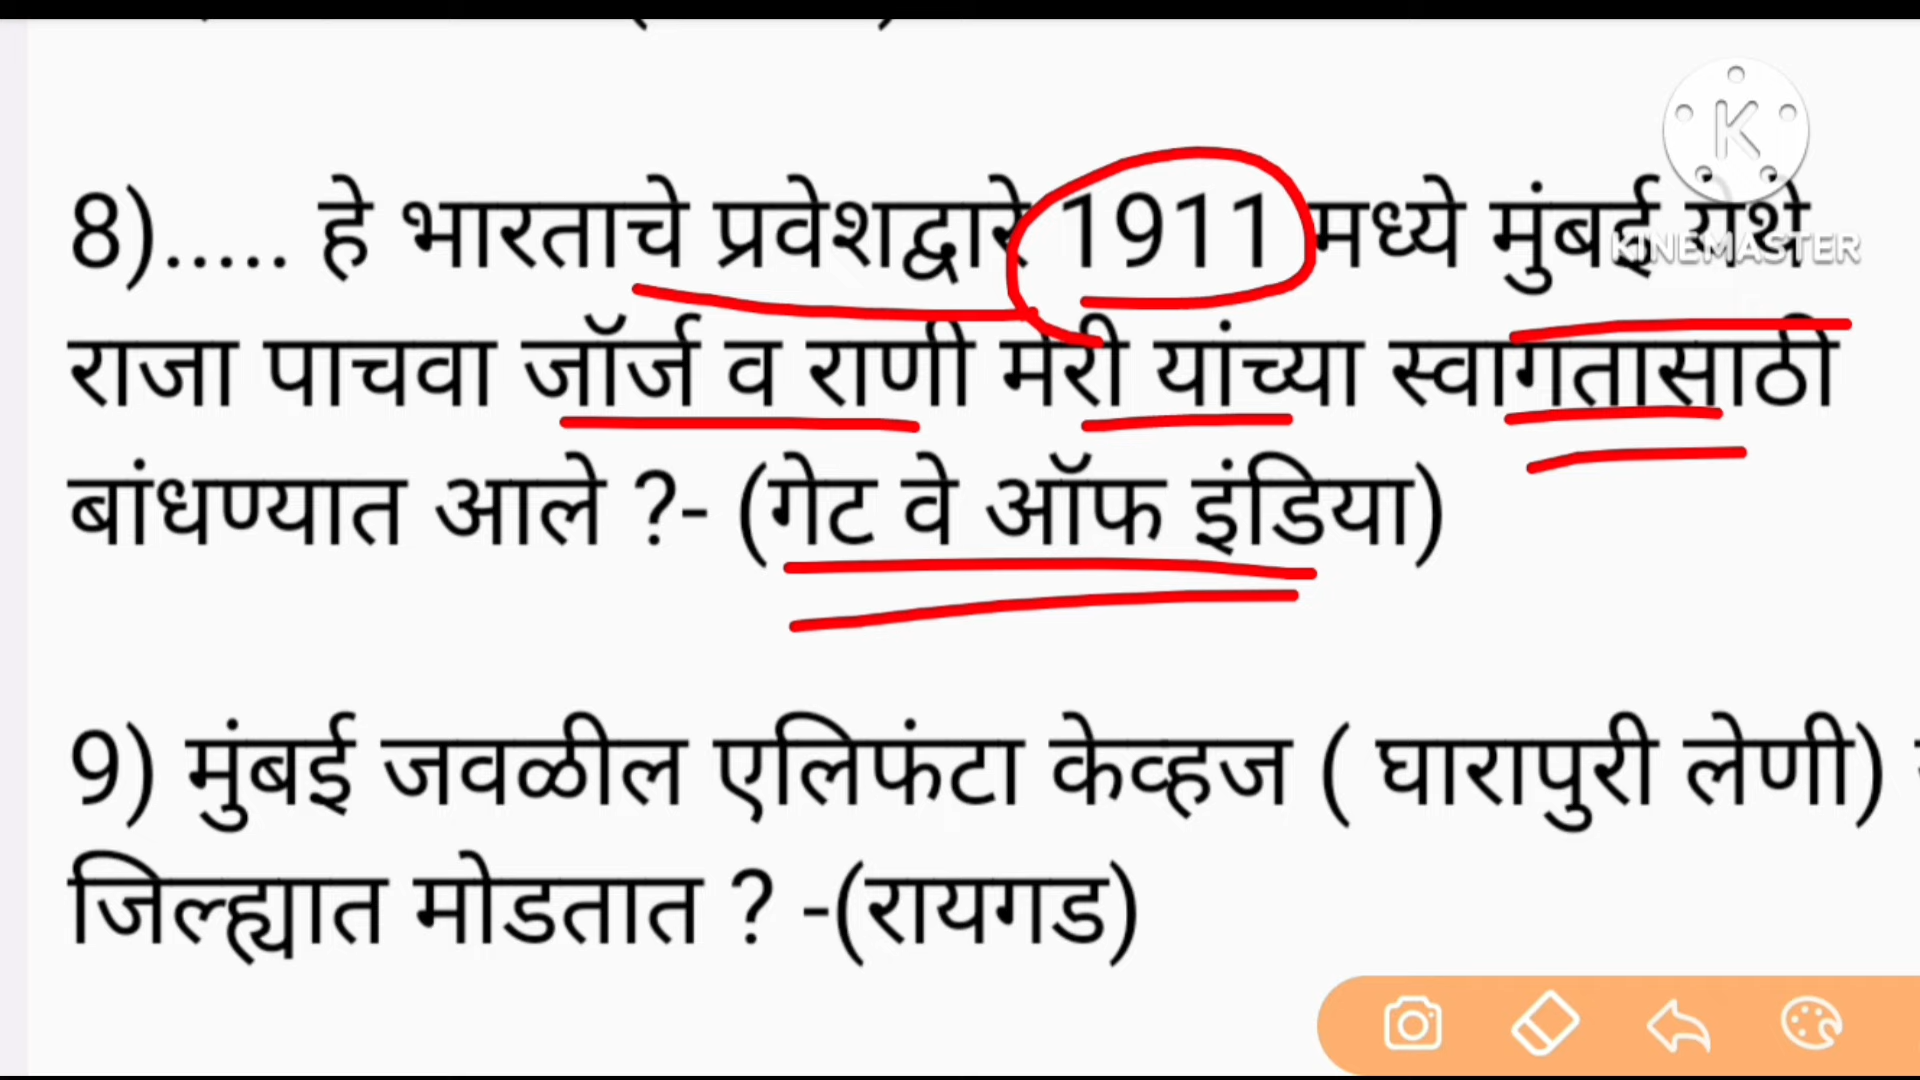 8)..... हे भारताचे प्रवेशद्वारे 1911 मध्ये मुंबई येथे
राजा पाचवा जॉर्ज व राणी मेरी यांच्या स्वागतासाठी
बांधण्यात आले ?- (गेट वे ऑफ इंडिया)
9) मुंबई जवळील एलिफंटा केव्हज ( घारापुरी लेणी)
जिल्ह्यात मोडतात ? -(रायगड)
K
KINEMASTER